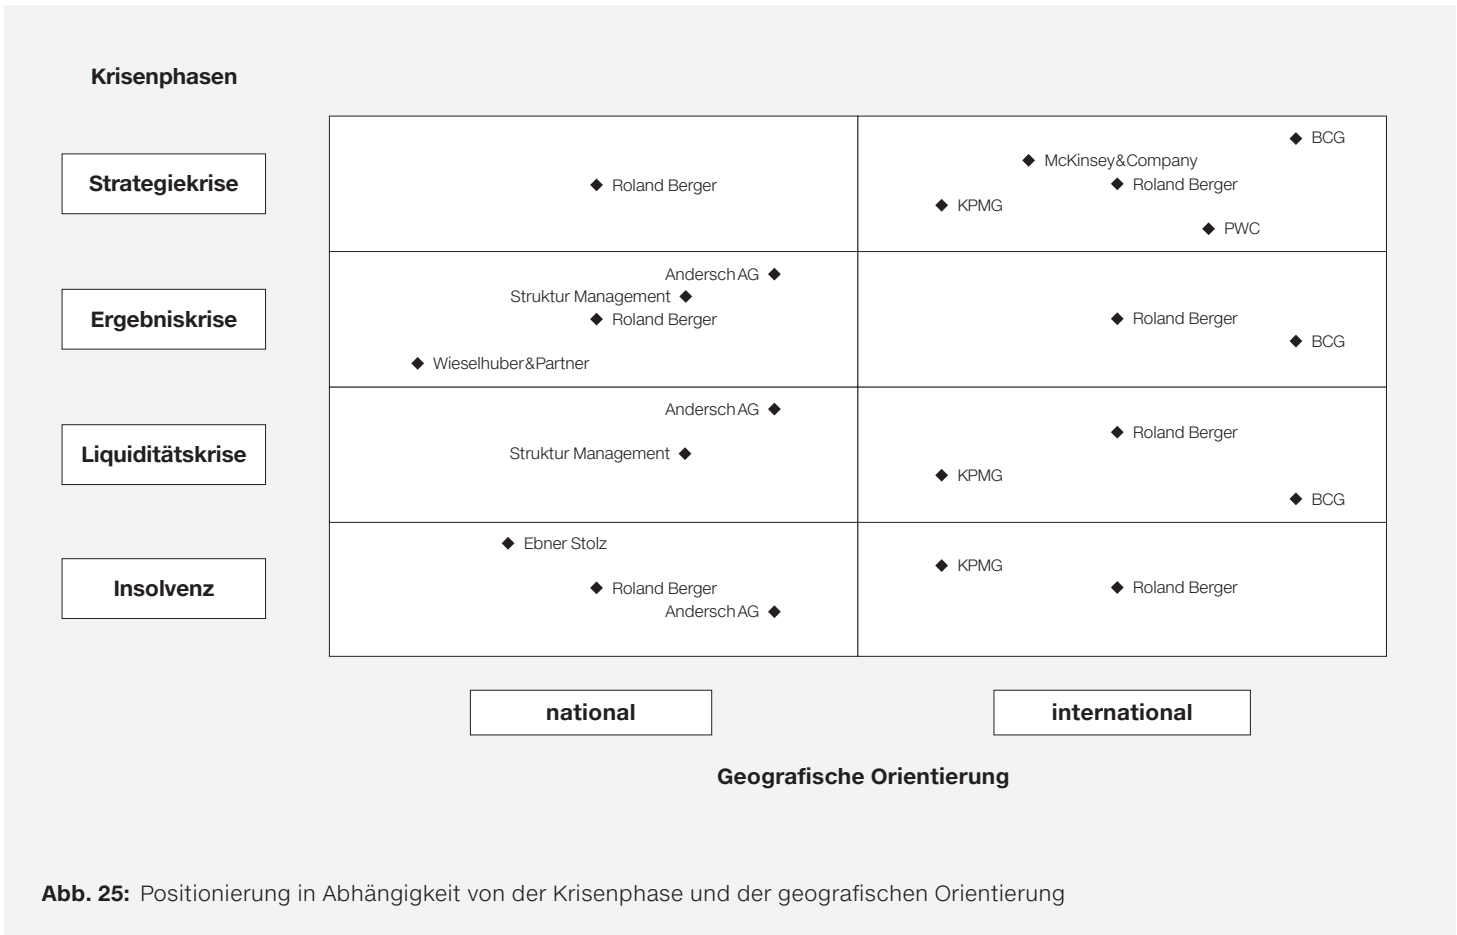 Krisenphasen
Strategiekrise
Roland Berger
BCG
McKinsey&Company
Roland Berger
KPMG
PWC
Ergebniskrise
Andersch AG
Struktur Management
Roland Berger
Wieselhuber&Partner
Roland Berger
BCG
Liquiditätskrise
Andersch AG
Struktur Management
Roland Berger
KPMG
BCG
Insolvenz
Ebner Stolz
Roland Berger
Andersch AG
KPMG
Roland Berger
national
international
Geografische Orientierung
Abb. 25: Positionierung in Abhängigkeit von der Krisenphase und der geografischen Orientierung